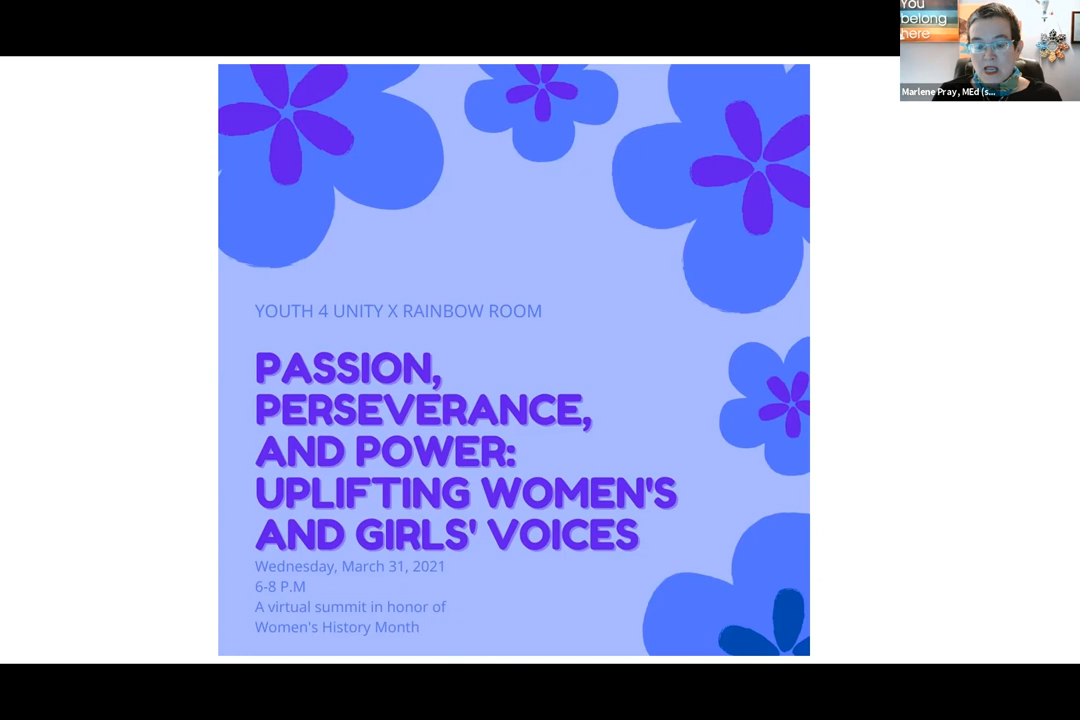 You
belong
here
Marlene Pray, MEd (s...
YOUTH 4 UNITY X RAINBOW ROOM
PASSION,
PERSEVERANCE,
AND POWER:
UPLIFTING WOMEN'S
AND GIRLS' VOICES
Wednesday, March 31, 2021
6-8 P.M
A virtual summit in honor of
Women's History Month